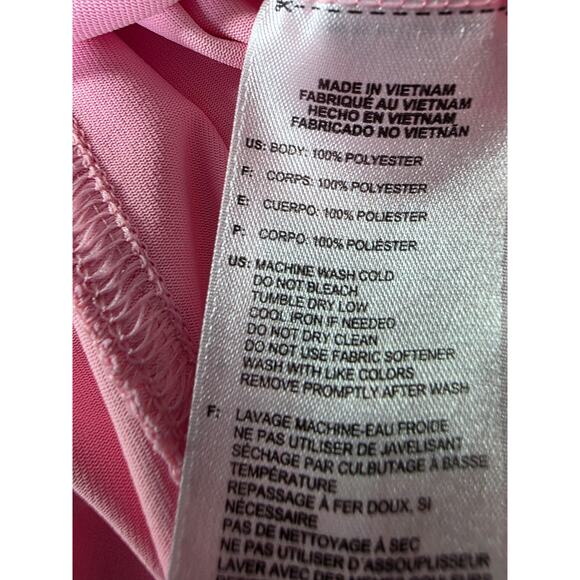 MADE IN VIETNAM
FABRIQUÉ AU VIETNAM
HECHO EN VIETNAM
FABRICADO NO VIETNÃN
US: BODY: 100% POLYESTER
F: CORPS: 100% POLYESTER
E: CUERPO: 100% POLIESTER
P: CORPO: 100% POLIÉSTER
US: MACHINE WASH COLD
DO NOT BLEACH
TUMBLE DRY LOW
COOL IRON IF NEEDED
DO NOT DRY CLEAN
DO NOT USE FABRIC SOFTENER
WASH WITH LIKE COLORS
REMOVE PROMPTLY AFTER WASH
F: LAVAGE MACHINE-EAU FROIDE
NE PAS UTILISER DE JAVELISANT
SÉCHAGE PAR CULBUTAGE À BASSE
TEMPÉRATURE
REPASSAGE À FER DOUX, SI
NÉCESSAIRE
PAS DE NETTOYAGE À SEC
NE PAS UTILISER D'ASSOUPLISSEUR